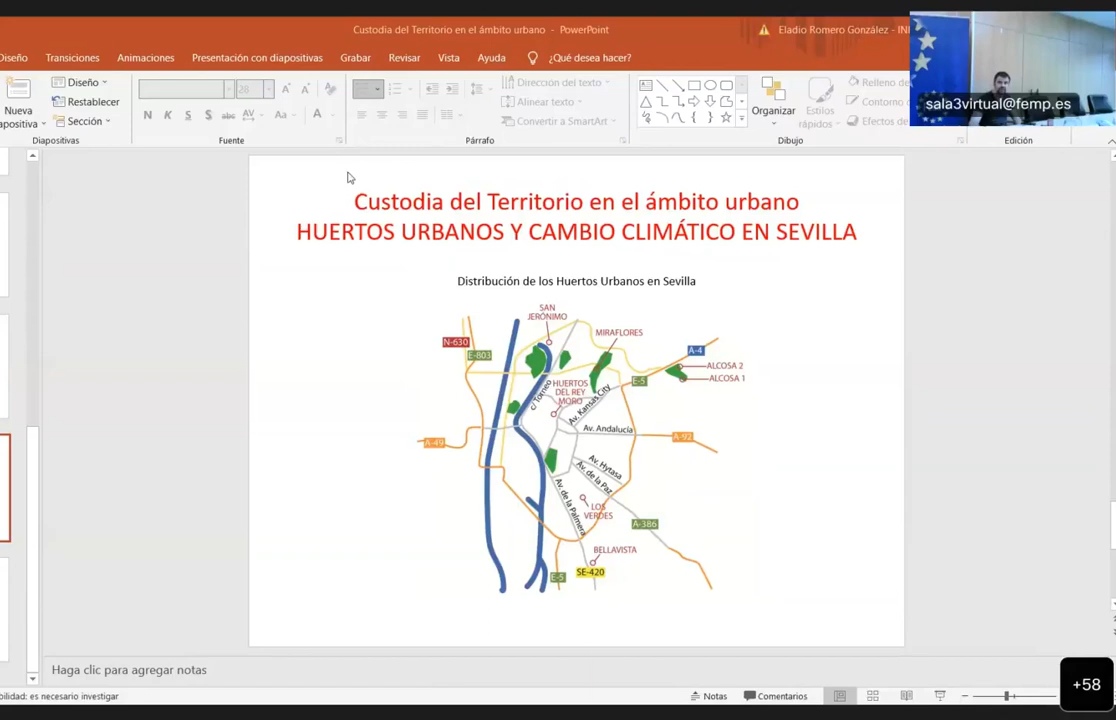 Custodia del Territorio en el ámbito urbano - PowerPoint
Eladio Romero González - INI
Diseño
Transiciones
Animaciones
Presentación con diapositivas
Grabar
Revisar
Vista
Ayuda
¿Qué desea hacer?
sala3virtual@femp.es
Nueva
apositiva
Diseño
Restablecer
Sección
Diapositivas
28
N K S S abc AV Aa A
Fuente
Dirección del texto
Alinear texto
Convertir a SmartArt
Párrafo
Organizar
Estilos
rápidos
Relleno de
Contorno
Efectos de
Dibujo
Edición
Custodia del Territorio en el ámbito urbano
HUERTOS URBANOS Y CAMBIO CLIMÁTICO EN SEVILLA
Distribución de los Huertos Urbanos en Sevilla
SAN
JERÓNIMO
MIRAFLORES
N-630
E-803
A-4
ALCOSA 2
ALCOSA 1
E-5
HUERTOS
DEL REY
MORO
c/ Torneo
Av. Kansas City
Av. Andalucía
A-49
A-92
Av. Hytasa
Av. de la Paz
Av. de la Palmera
LOS
VERDES
A-386
BELLAVISTA
E-5
SE-420
Haga clic para agregar notas
+58
bilidad: es necesario investigar
Notas
Comentarios